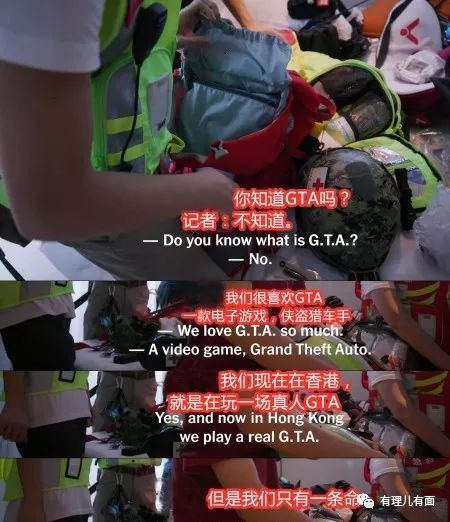 你知道GTA吗？
记者：不知道。
— Do you know what is G.T.A.?
— No.
我们很喜欢GTA
一款电子游戏，侠盗猎车手
— We love G.T.A. so much.
— A video game, Grand Theft Auto.
我们现在在香港，
就是在玩一场真人GTA
Yes, and now in Hong Kong
we play a real G.T.A.
但是我们只有一条命
有理儿有面